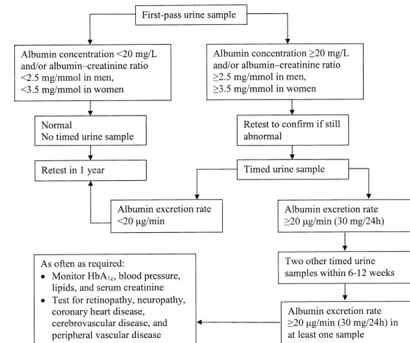 First-pass urine sample
Albumin concentration <20 mg/L
and/or albumin–creatinine ratio
<2.5 mg/mmol in men,
<3.5 mg/mmol in women
Albumin concentration ≥20 mg/L
and/or albumin–creatinine ratio
≥2.5 mg/mmol in men,
≥3.5 mg/mmol in women
Normal
No timed urine sample
Retest to confirm if still
abnormal
Retest in 1 year
Timed urine sample
Albumin excretion rate
<20 µg/min
Albumin excretion rate
≥20 µg/min (30 mg/24h)
Two other timed urine
samples within 6-12 weeks
As often as required:
• Monitor HbA1c, blood pressure,
lipids, and serum creatinine
• Test for retinopathy, neuropathy,
coronary heart disease,
cerebrovascular disease, and
peripheral vascular disease
Albumin excretion rate
≥20 µg/min (30 mg/24h) in
at least one sample